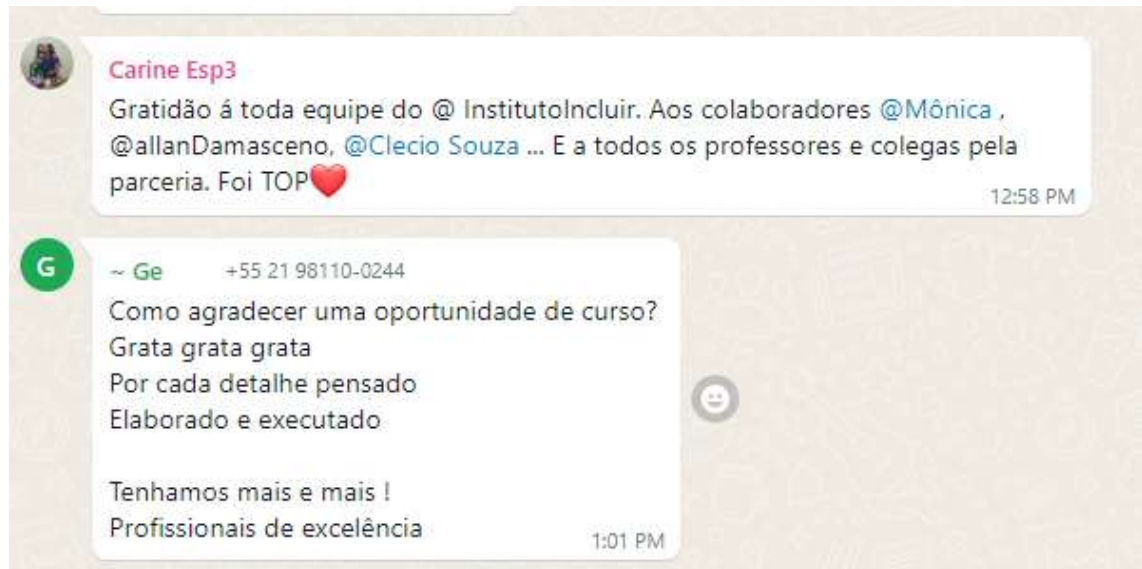 Carine Esp3
Gratidão á toda equipe do @ InstitutoIncluir. Aos colaboradores @Mônica ,
@allanDamasceno, @Clecio Souza ... E a todos os professores e colegas pela
parceria. Foi TOP❤️
12:58 PM
G
~ Ge +55 21 98110-0244
Como agradecer uma oportunidade de curso?
Grata grata grata
Por cada detalhe pensado
Elaborado e executado
Tenhamos mais e mais !
Profissionais de excelência
1:01 PM